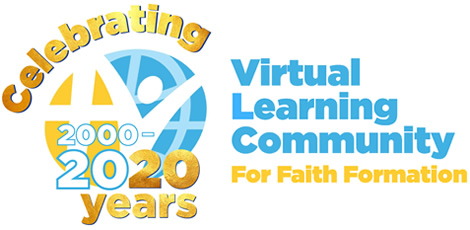 Celebrating
2000-
2020
years
Virtual
Learning
Community
For Faith Formation